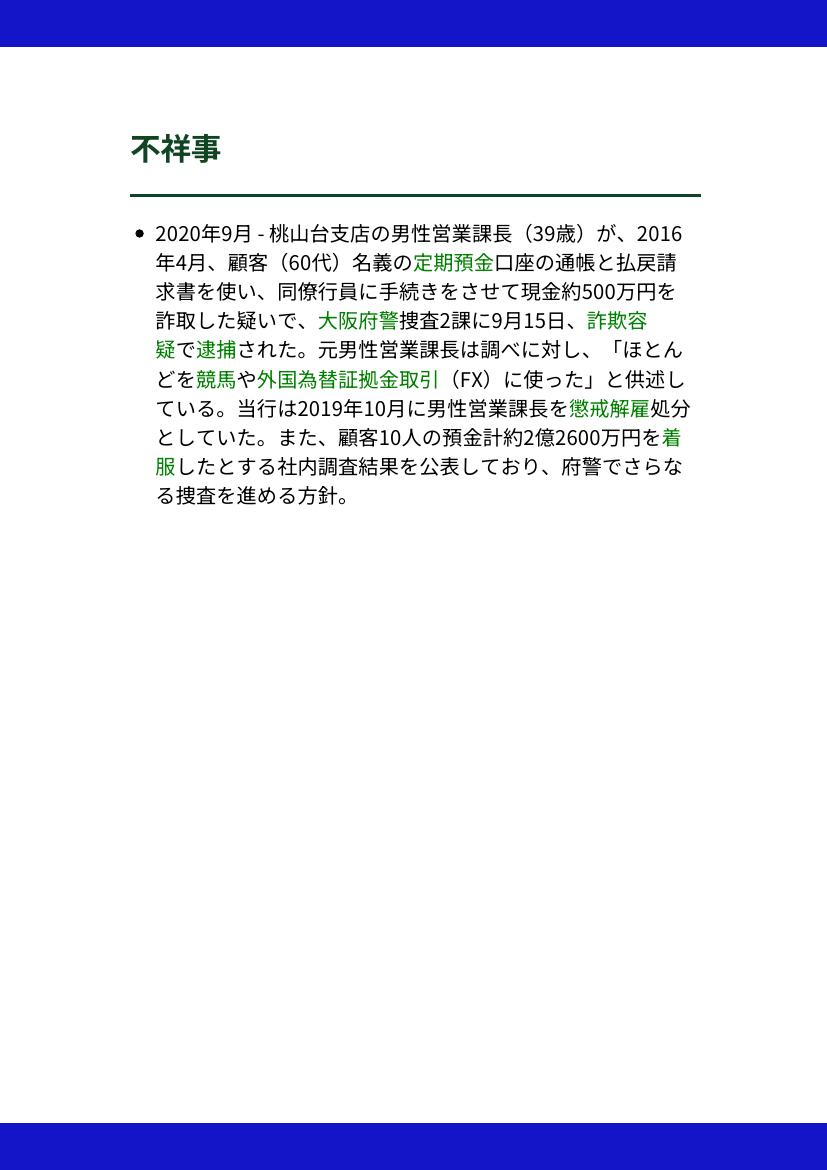 不祥事
• 2020年9月 - 桃山台支店の男性営業課長（39歳）が、2016
年4月、顧客（60代）名義の定期預金口座の通帳と払戻請
求書を使い、同僚行員に手続きをさせて現金約500万円を
詐取した疑いで、大阪府警捜査2課に9月15日、詐欺容
疑で逮捕された。元男性営業課長は調べに対し、「ほとん
どを競馬や外国為替証拠金取引（FX）に使った」と供述し
ている。当行は2019年10月に男性営業課長を懲戒解雇処分
としていた。また、顧客10人の預金計約2億2600万円を着
服したとする社内調査結果を公表しており、府警でさらな
る捜査を進める方針。